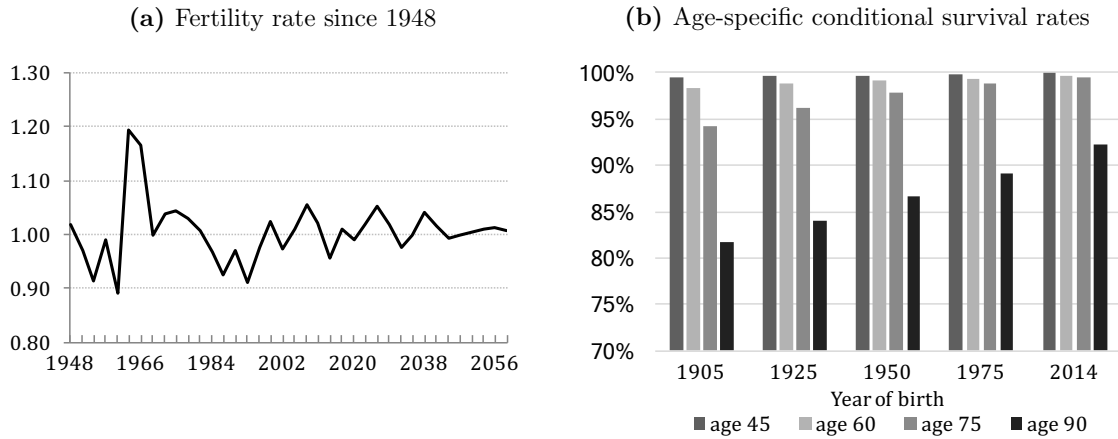 (a) Fertility rate since 1948
1.30
1.20
1.10
1.00
0.90
0.80
1948 1966 1984 2002 2020 2038 2056
(b) Age-specific conditional survival rates
100%
95%
90%
85%
80%
75%
70%
1905 1925 1950 1975 2014
Year of birth
age 45 age 60 age 75 age 90